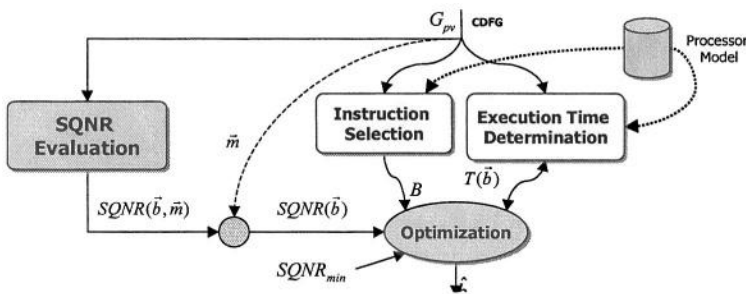 G_pv CDFG
Processor
Model
SQNR
Evaluation
Instruction
Selection
Execution Time
Determination
m⃗
B
T(b⃗)
SQNR(b⃗, m⃗)
SQNR(b⃗)
Optimization
SQNR_min